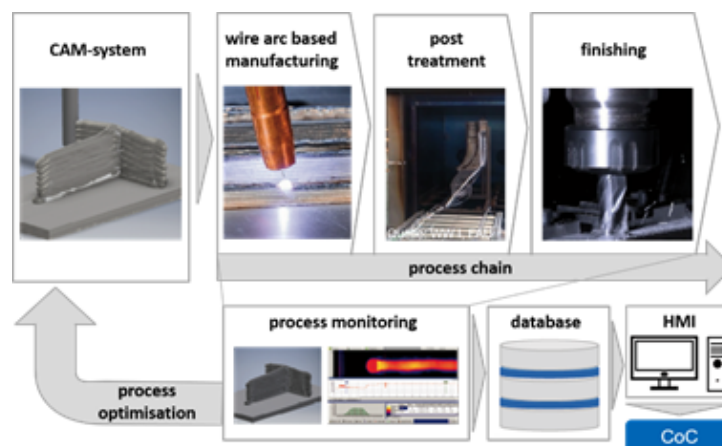 CAM-system
wire arc based
manufacturing
post
treatment
finishing
process chain
process monitoring
database
HMI
process
optimisation
CoC